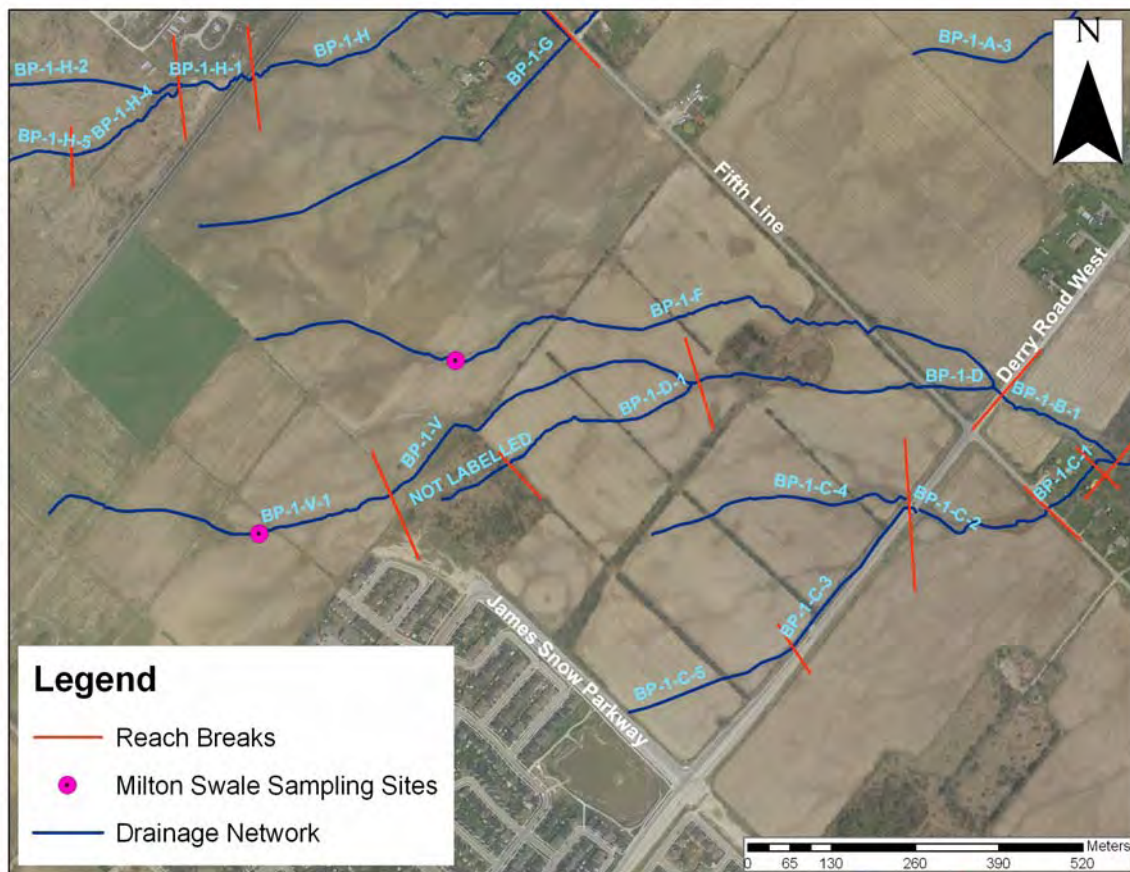 BP-1-H
BP-1-G
BP-1-A-3
N
BP-1-H-2
BP-1-H-1
BP-1-H-4
BP-1-H-5
Fifth Line
Derry Road West
BP-1-F
BP-1-D
BP-1-D-1
BP-1-B-1
BP-1-V
NOT LABELLED
BP-1-V-1
BP-1-C-1
BP-1-C-4
BP-1-C-2
BP-1-C-3
BP-1-C-5
James Snow Parkway
Legend
Reach Breaks
Milton Swale Sampling Sites
Drainage Network
Meters
0 65 130 260 390 520